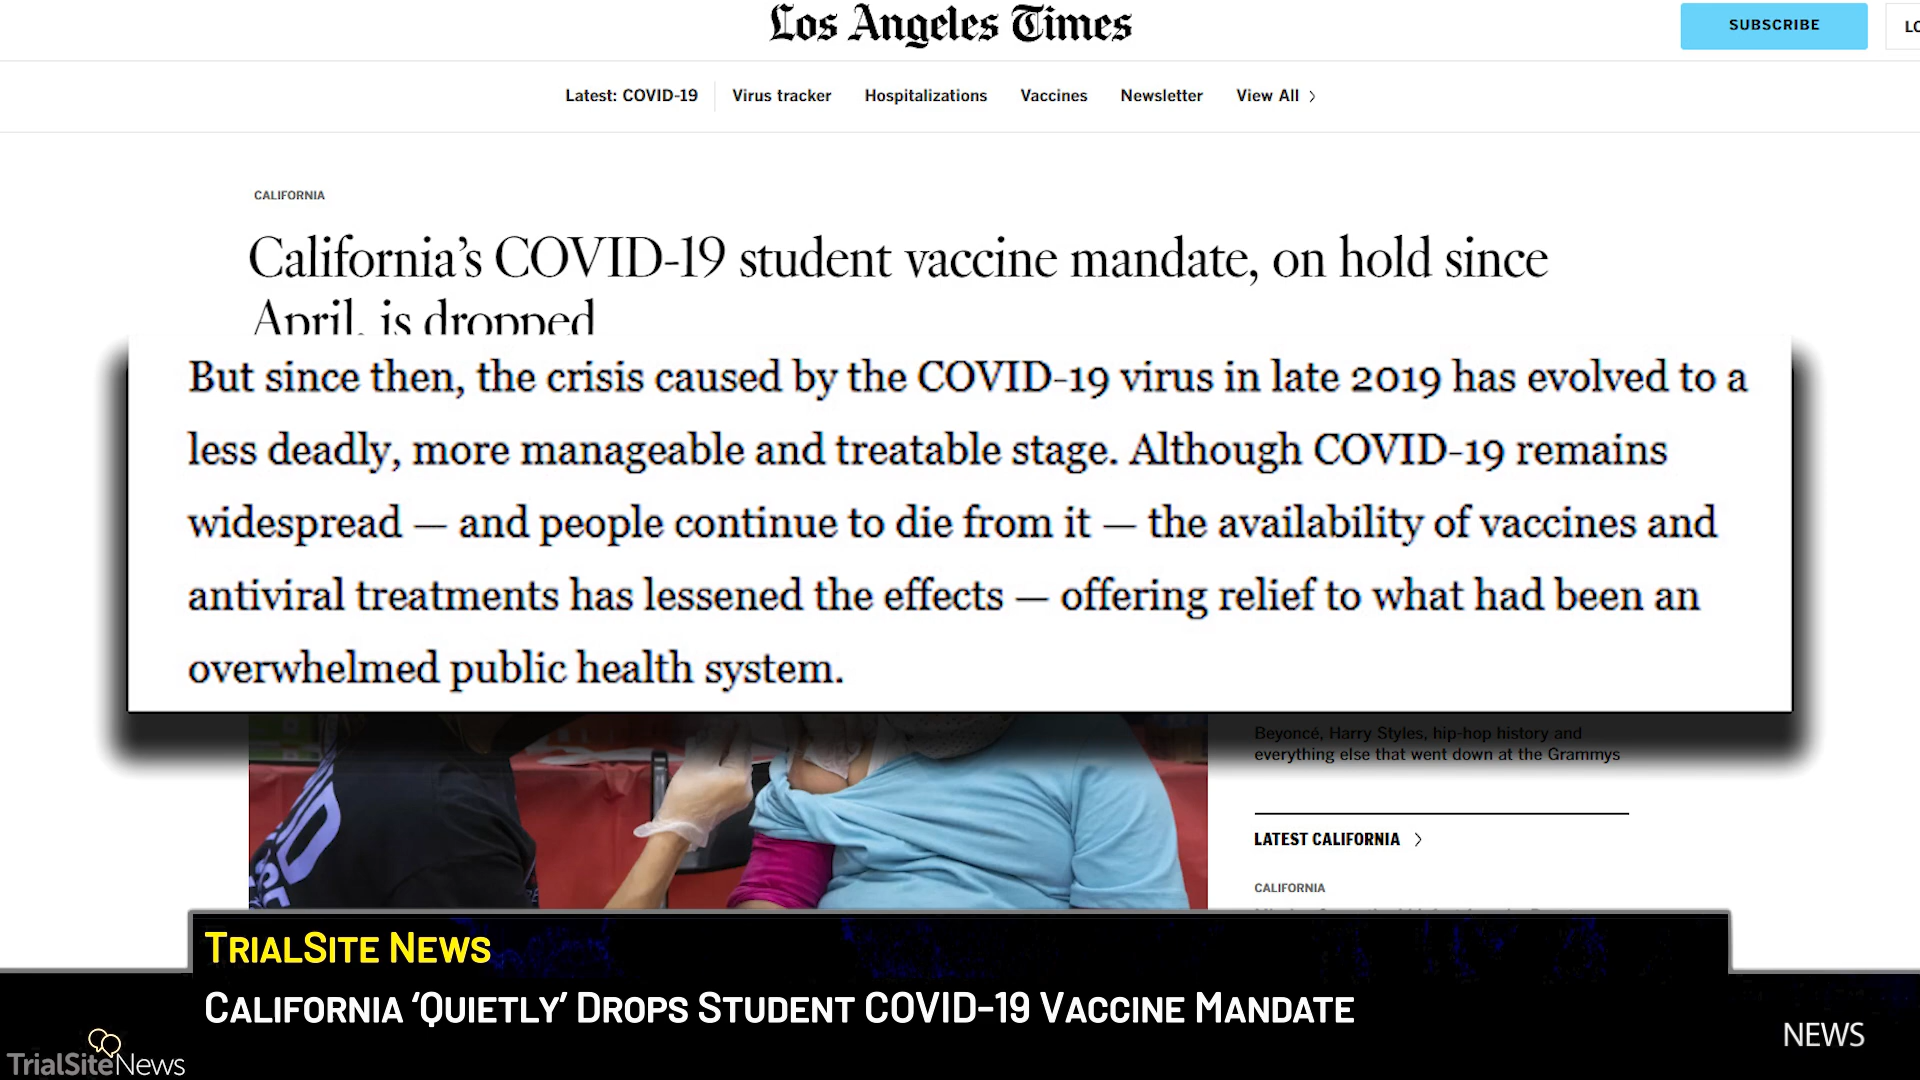 Los Angeles Times
SUBSCRIBE
LO
Latest: COVID-19
Virus tracker
Hospitalizations
Vaccines
Newsletter
View All
CALIFORNIA
California’s COVID-19 student vaccine mandate, on hold since
April, is dropped
But since then, the crisis caused by the COVID-19 virus in late 2019 has evolved to a
less deadly, more manageable and treatable stage. Although COVID-19 remains
widespread — and people continue to die from it — the availability of vaccines and
antiviral treatments has lessened the effects — offering relief to what had been an
overwhelmed public health system.
Beyoncé, Harry Styles, hip-hop history and
everything else that went down at the Grammys
LATEST CALIFORNIA
CALIFORNIA
TRIALSITE NEWS
CALIFORNIA ‘QUIETLY’ DROPS STUDENT COVID-19 VACCINE MANDATE
TrialSiteNews
NEWS